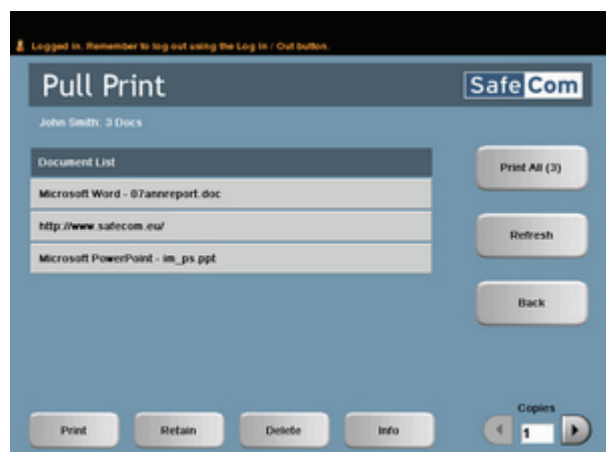 Logged in. Remember to log out using the Log In / Out button.
Pull Print
SafeCom
John Smith: 3 Docs
Document List
Print All (3)
Microsoft Word - 07annreport.doc
http://www.safecom.eu/
Refresh
Microsoft PowerPoint - im_ps.ppt
Back
Copies
Print
Retain
Delete
Info
1